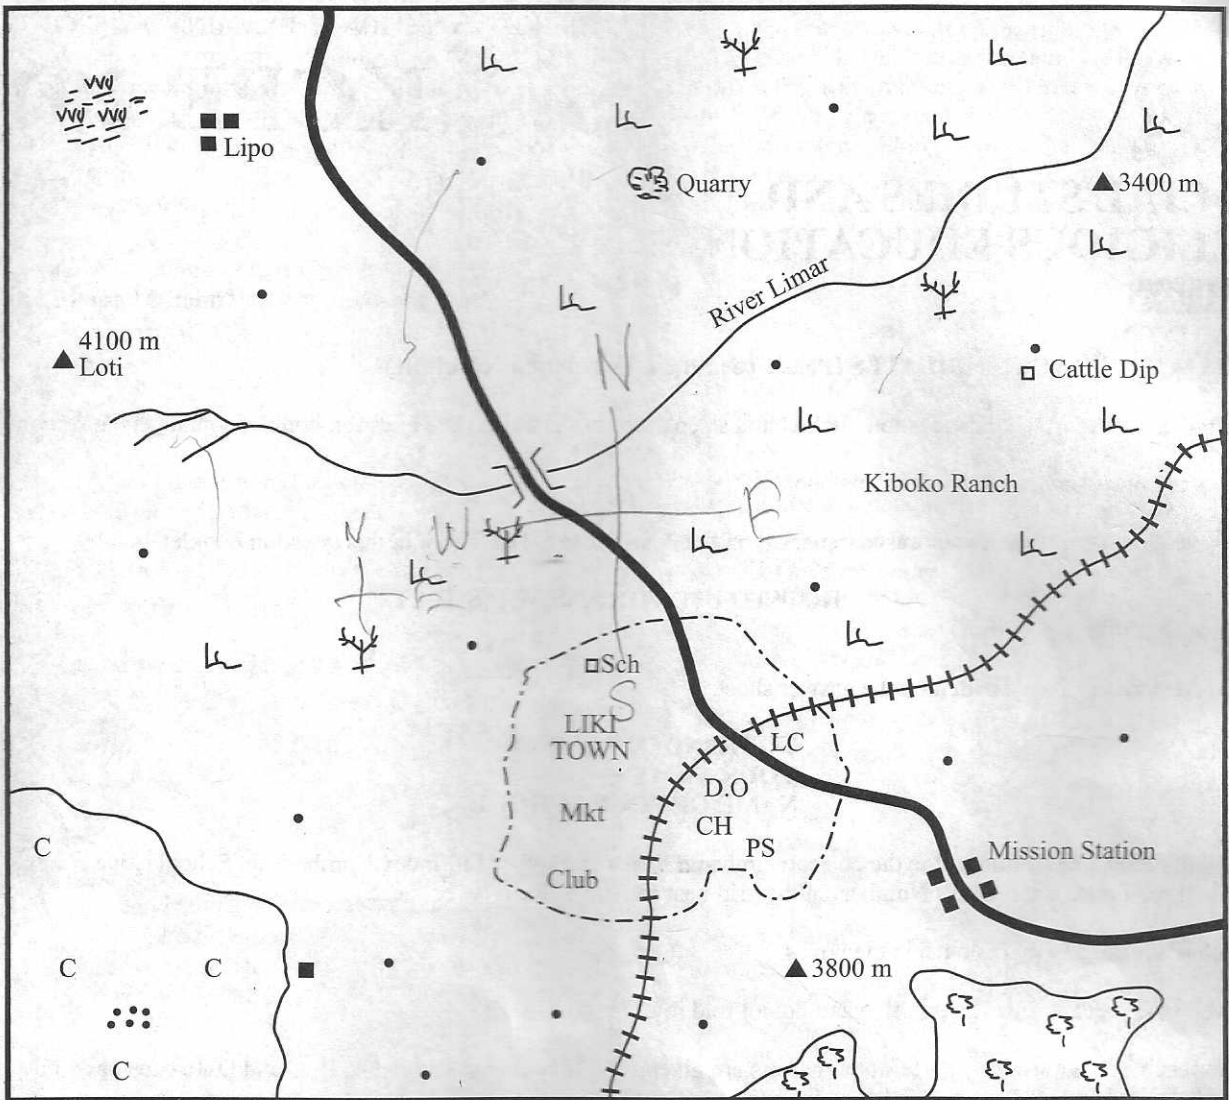 Lipo
Quarry
3400 m
River Limar
4100 m
Loti
Cattle Dip
N
Kiboko Ranch
N
W
E
Sch
S
LIKI
TOWN
LC
D.O
Mkt
CH
PS
C
Mission Station
Club
C
C
3800 m
C